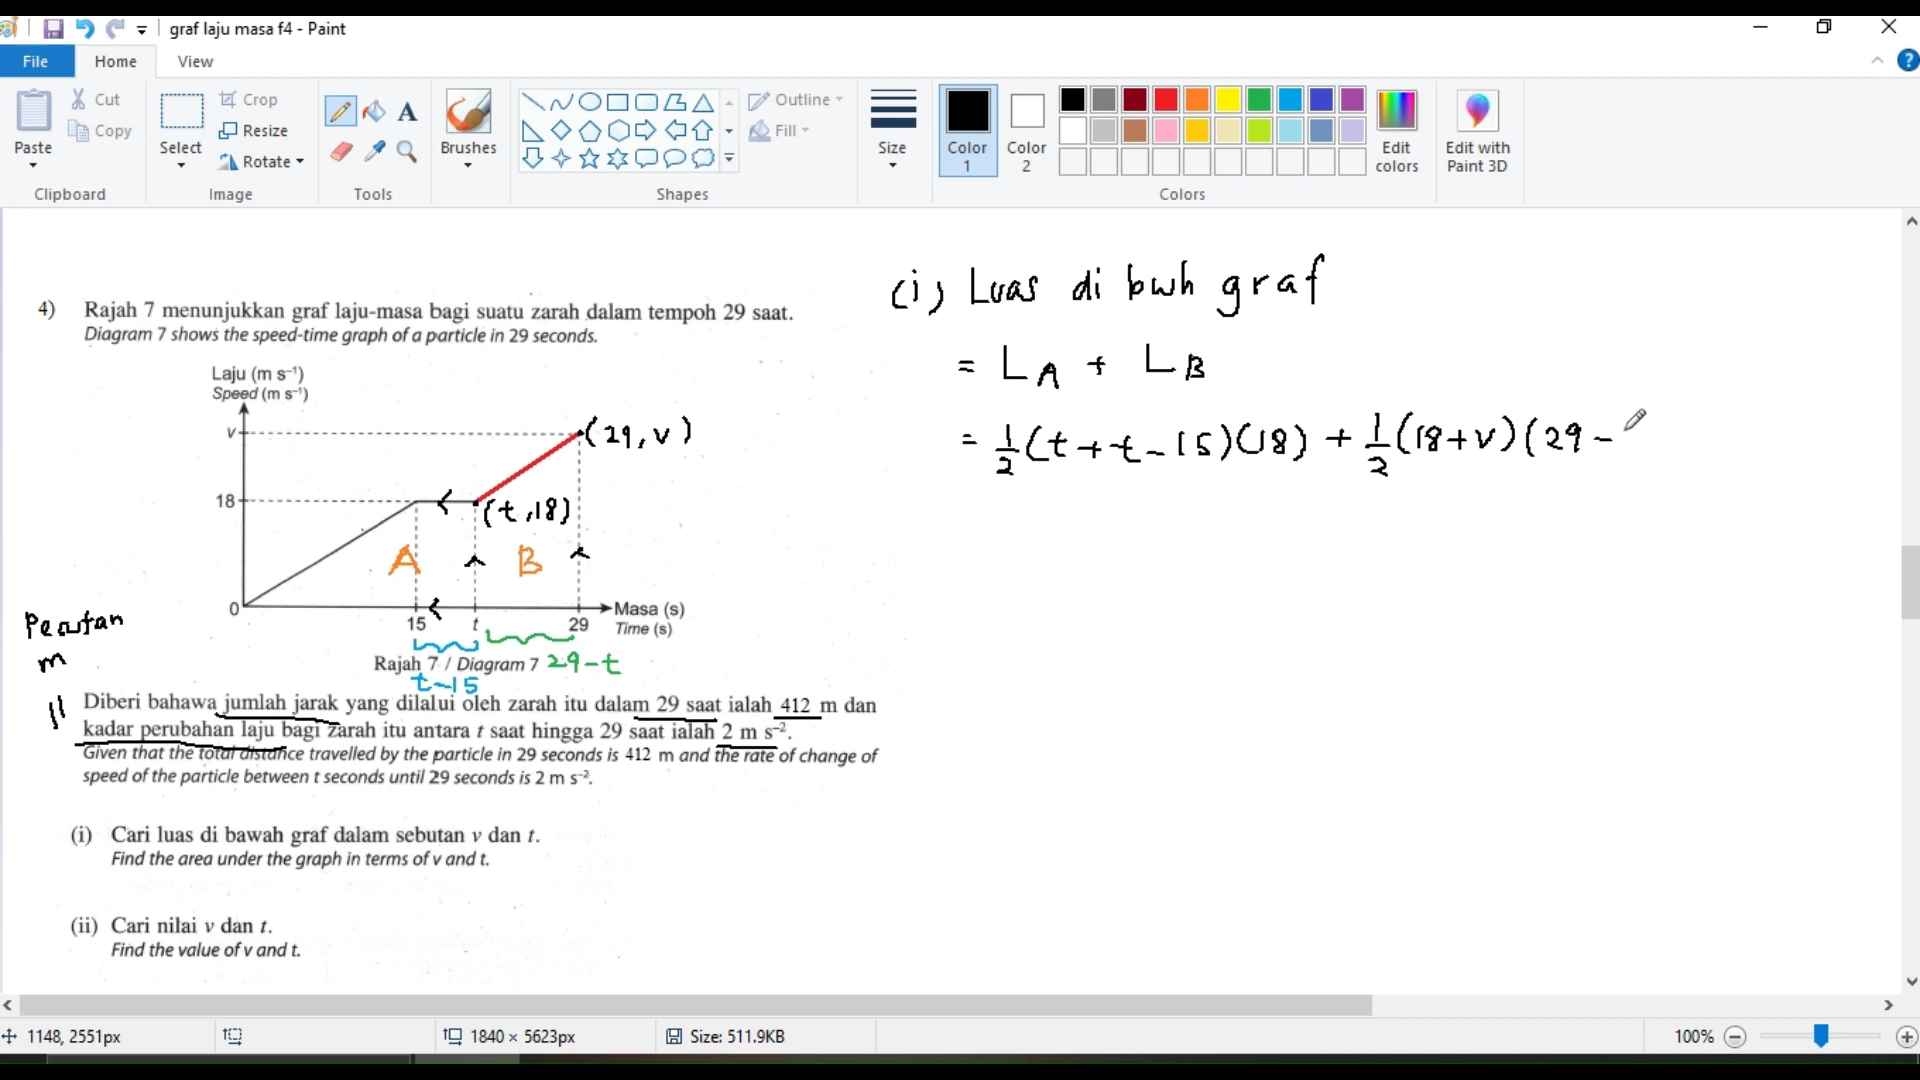 graf laju masa f4 - Paint
File Home View
Paste
Cut
Copy
Clipboard
Select
Crop
Resize
Rotate
Image
A
Tools
Brushes
Shapes
Outline
Fill
Size
Color 1
Color 2
Edit colors
Edit with Paint 3D
Colors
4) Rajah 7 menunjukkan graf laju-masa bagi suatu zarah dalam tempoh 29 saat.
Diagram 7 shows the speed-time graph of a particle in 29 seconds.
Laju (m s⁻¹)
Speed (m s⁻¹)
v
(29, v)
18
(t, 18)
A B
0
15 t 29
Masa (s)
Time (s)
Rajah 7 / Diagram 7
29-t
t-15
m
Diberi bahawa jumlah jarak yang dilalui oleh zarah itu dalam 29 saat ialah 412 m dan
kadar perubahan laju bagi zarah itu antara t saat hingga 29 saat ialah 2 m s⁻².
Given that the total distance travelled by the particle in 29 seconds is 412 m and the rate of change of
speed of the particle between t seconds until 29 seconds is 2 m s⁻².
(i) Cari luas di bawah graf dalam sebutan v dan t.
Find the area under the graph in terms of v and t.
(ii) Cari nilai v dan t.
Find the value of v and t.
(i) Luas di bwh graf
= L_A + L_B
= 1/2 (t + t - 15)(18) + 1/2 (18 + v)(29 -
1148, 2551px
1840 × 5623px
Size: 511.9KB
100%